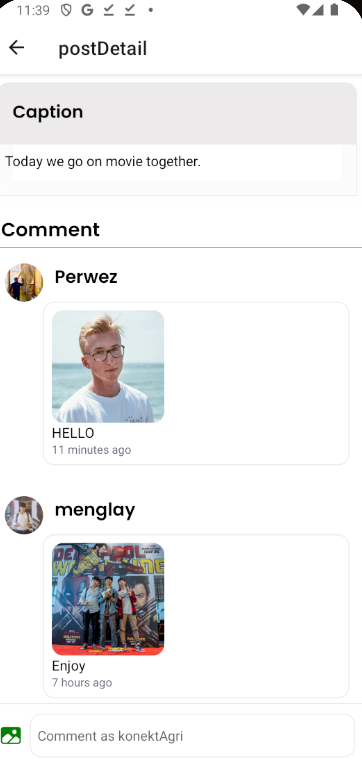 11:39
postDetail
Caption
Today we go on movie together.
Comment
Perwez
HELLO
11 minutes ago
menglay
Enjoy
7 hours ago
Comment as konektAgri